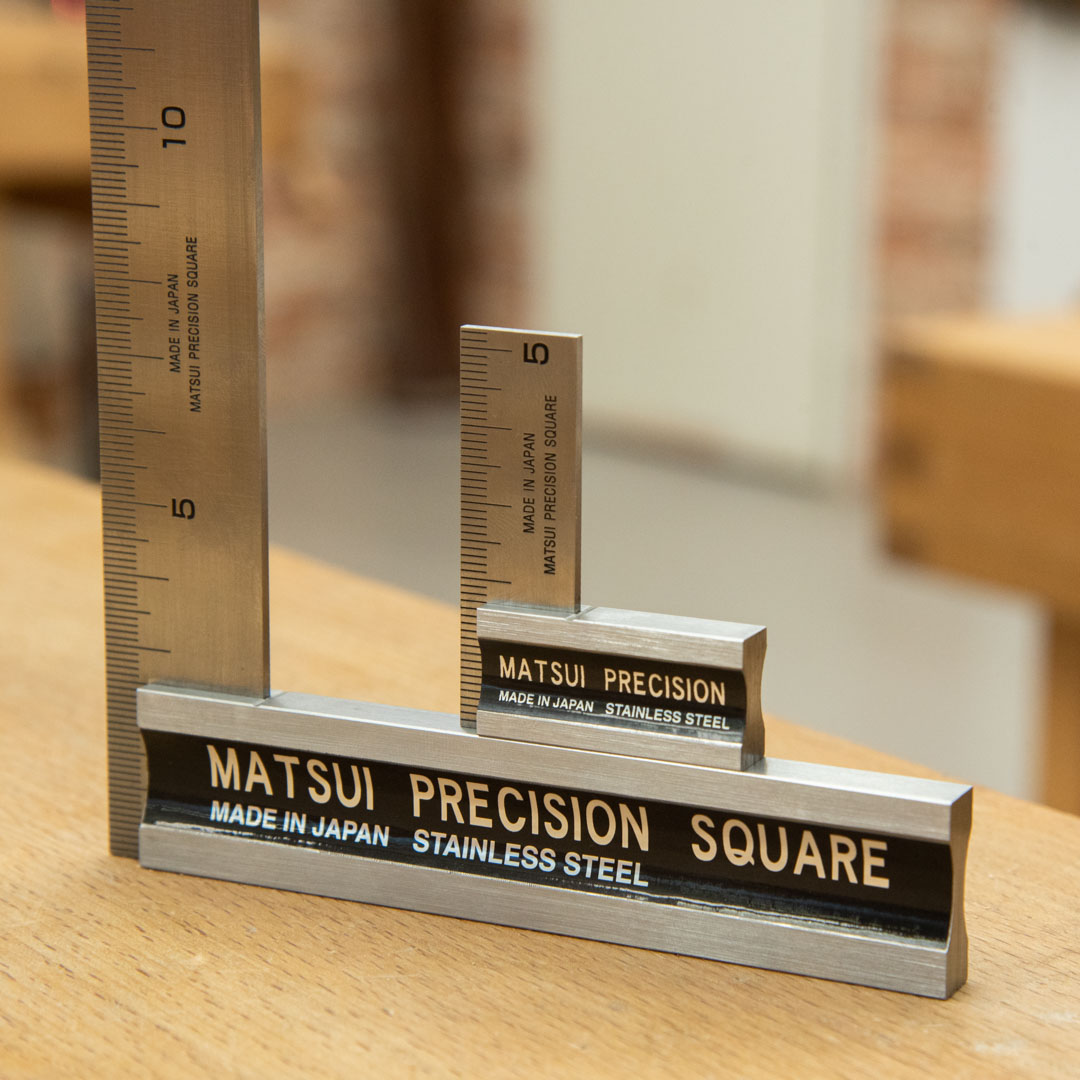 10
MADE IN JAPAN
MATSUI PRECISION SQUARE
5
5
MADE IN JAPAN
MATSUI PRECISION SQUARE
MATSUI PRECISION
MADE IN JAPAN STAINLESS STEEL
MATSUI PRECISION SQUARE
MADE IN JAPAN STAINLESS STEEL